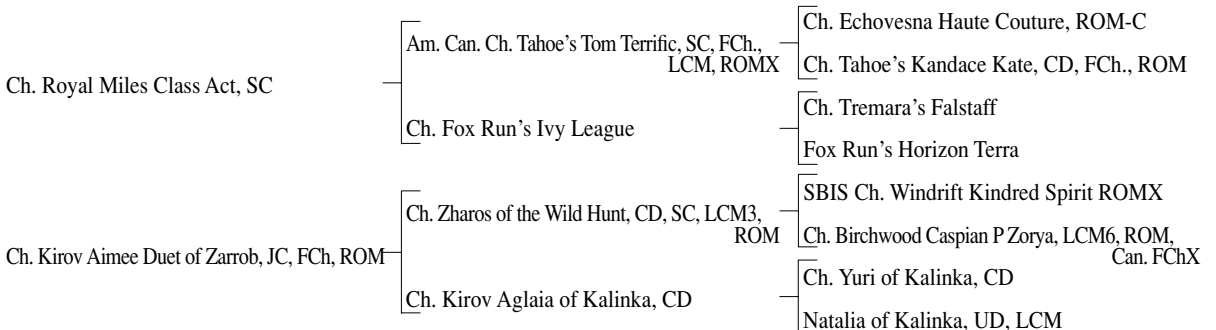 Ch. Royal Miles Class Act, SC
Am. Can. Ch. Tahoe’s Tom Terrific, SC, FCh.,
LCM, ROMX
Ch. Echovesna Haute Couture, ROM-C
Ch. Tahoe’s Kandace Kate, CD, FCh., ROM
Ch. Fox Run’s Ivy League
Ch. Tremara’s Falstaff
Fox Run’s Horizon Terra
Ch. Kirov Aimee Duet of Zarrob, JC, FCh, ROM
Ch. Zharos of the Wild Hunt, CD, SC, LCM3,
ROM
SBIS Ch. Windrift Kindred Spirit ROMX
Ch. Birchwood Caspian P Zorya, LCM6, ROM,
Can. FChX
Ch. Kirov Aglaia of Kalinka, CD
Ch. Yuri of Kalinka, CD
Natalia of Kalinka, UD, LCM